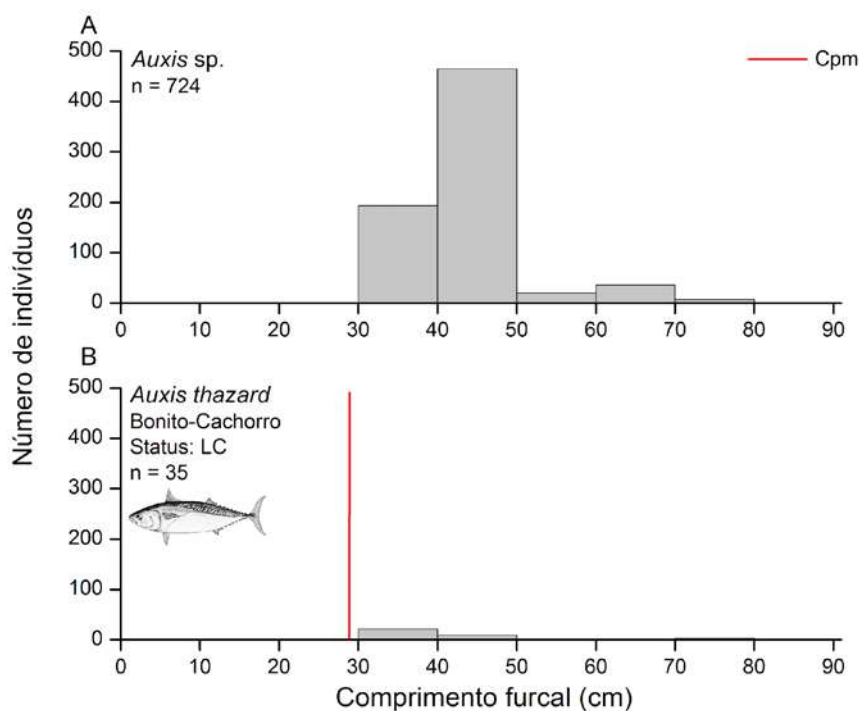 A
Auxis sp.
n = 724
Cpm
500
400
300
200
100
0
0 10 20 30 40 50 60 70 80 90
B
Auxis thazard
Bonito-Cachorro
Status: LC
n = 35
500
400
300
200
100
0
0 10 20 30 40 50 60 70 80 90
Número de indivíduos
Comprimento furcal (cm)